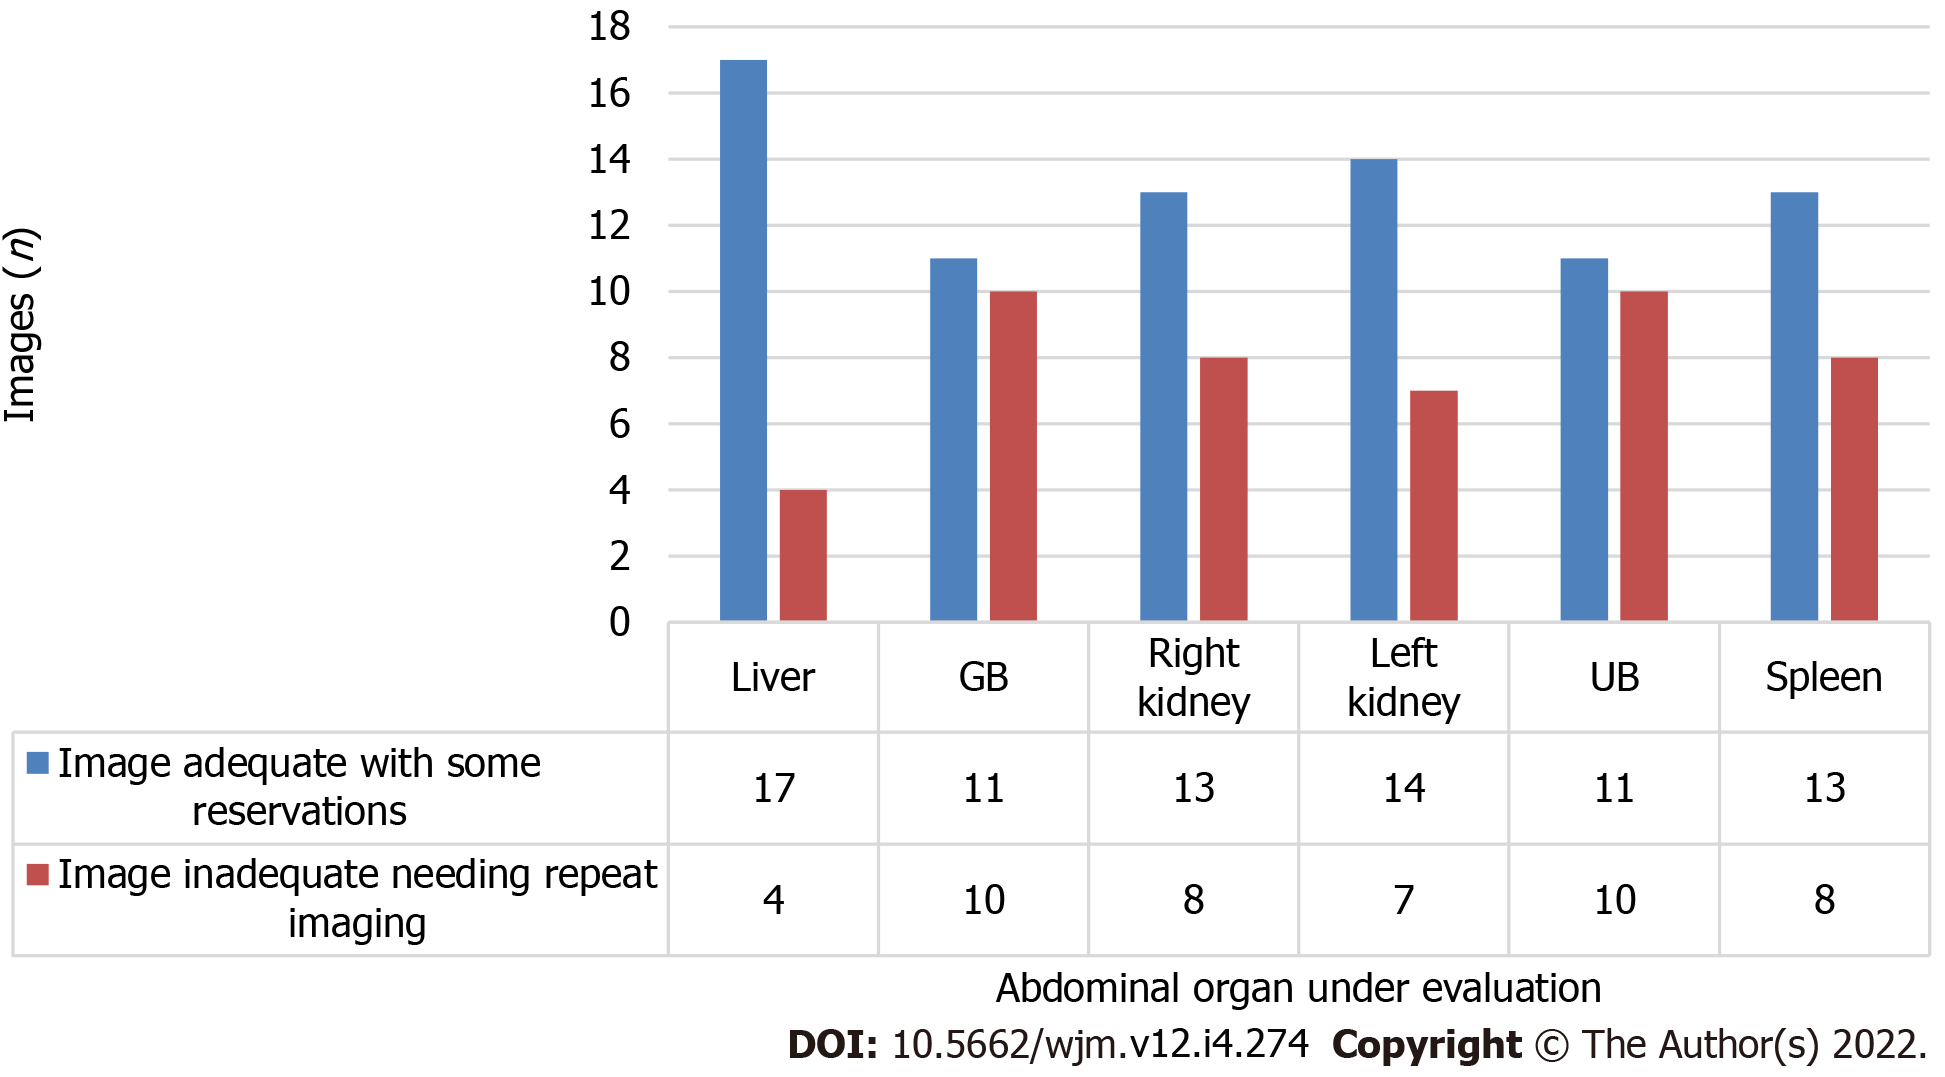 18
16
14
12
10
8
6
4
2
0
Images (n)
Liver GB Right kidney Left kidney UB Spleen
Image adequate with some
reservations
17 11 13 14 11 13
Image inadequate needing repeat
imaging
4 10 8 7 10 8
Abdominal organ under evaluation
DOI: 10.5662/wjm.v12.i4.274 Copyright © The Author(s) 2022.